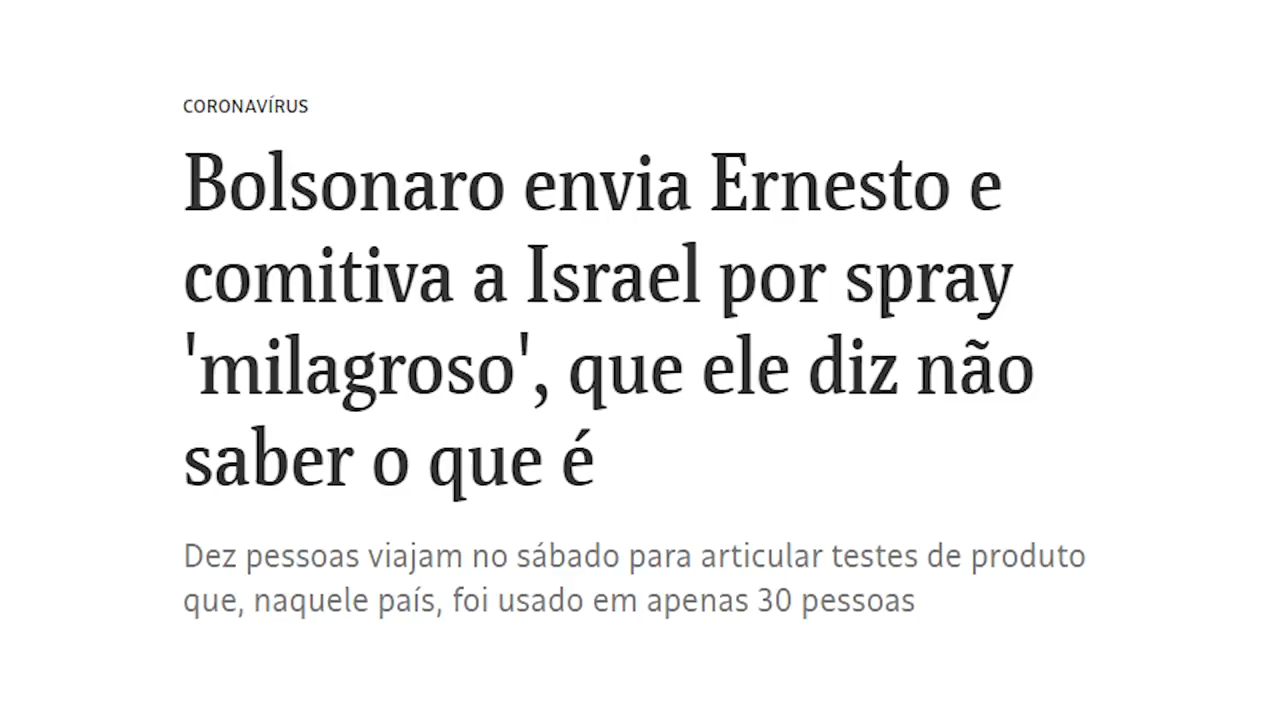 CORONAVÍRUS
Bolsonaro envia Ernesto e
comitiva a Israel por spray
'milagroso', que ele diz não
saber o que é
Dez pessoas viajam no sábado para articular testes de produto
que, naquele país, foi usado em apenas 30 pessoas